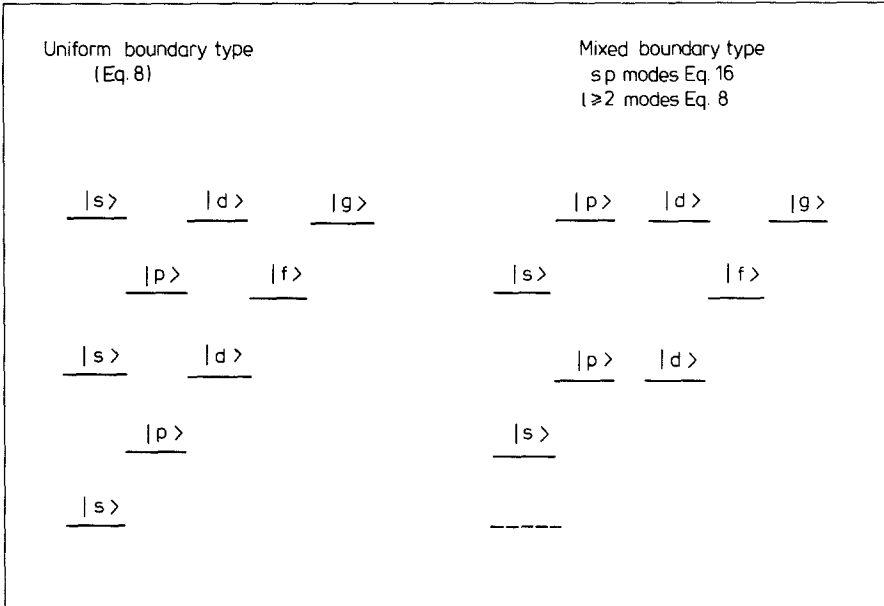 Uniform boundary type
(Eq. 8)
Mixed boundary type
s p modes Eq. 16
l ⩾ 2 modes Eq. 8
|s> |d> |g>
|p> |d> |g>
|p> |f>
|s> |f>
|s> |d>
|p> |d>
|p>
|s>
|s>